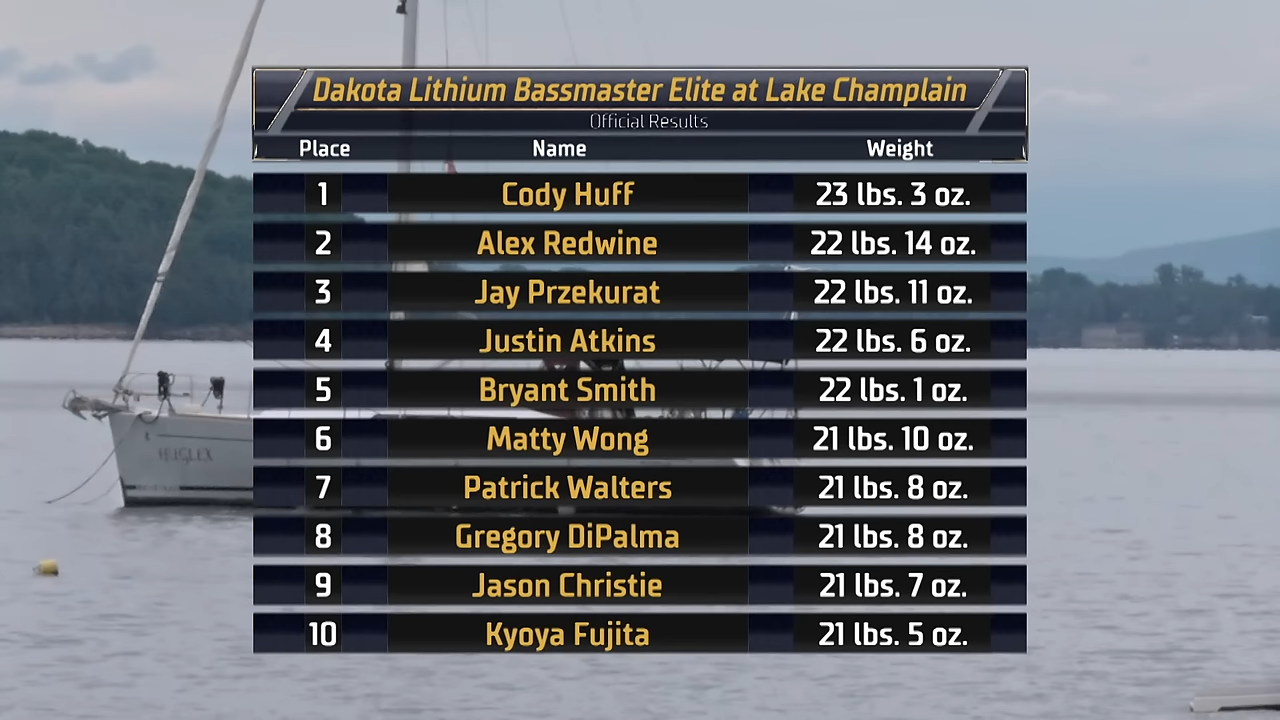 Dakota Lithium Bassmaster Elite at Lake Champlain
Official Results
Place Name Weight
1 Cody Huff 23 lbs. 3 oz.
2 Alex Redwine 22 lbs. 14 oz.
3 Jay Przekurat 22 lbs. 11 oz.
4 Justin Atkins 22 lbs. 6 oz.
5 Bryant Smith 22 lbs. 1 oz.
6 Matty Wong 21 lbs. 10 oz.
7 Patrick Walters 21 lbs. 8 oz.
8 Gregory DiPalma 21 lbs. 8 oz.
9 Jason Christie 21 lbs. 7 oz.
10 Kyoya Fujita 21 lbs. 5 oz.